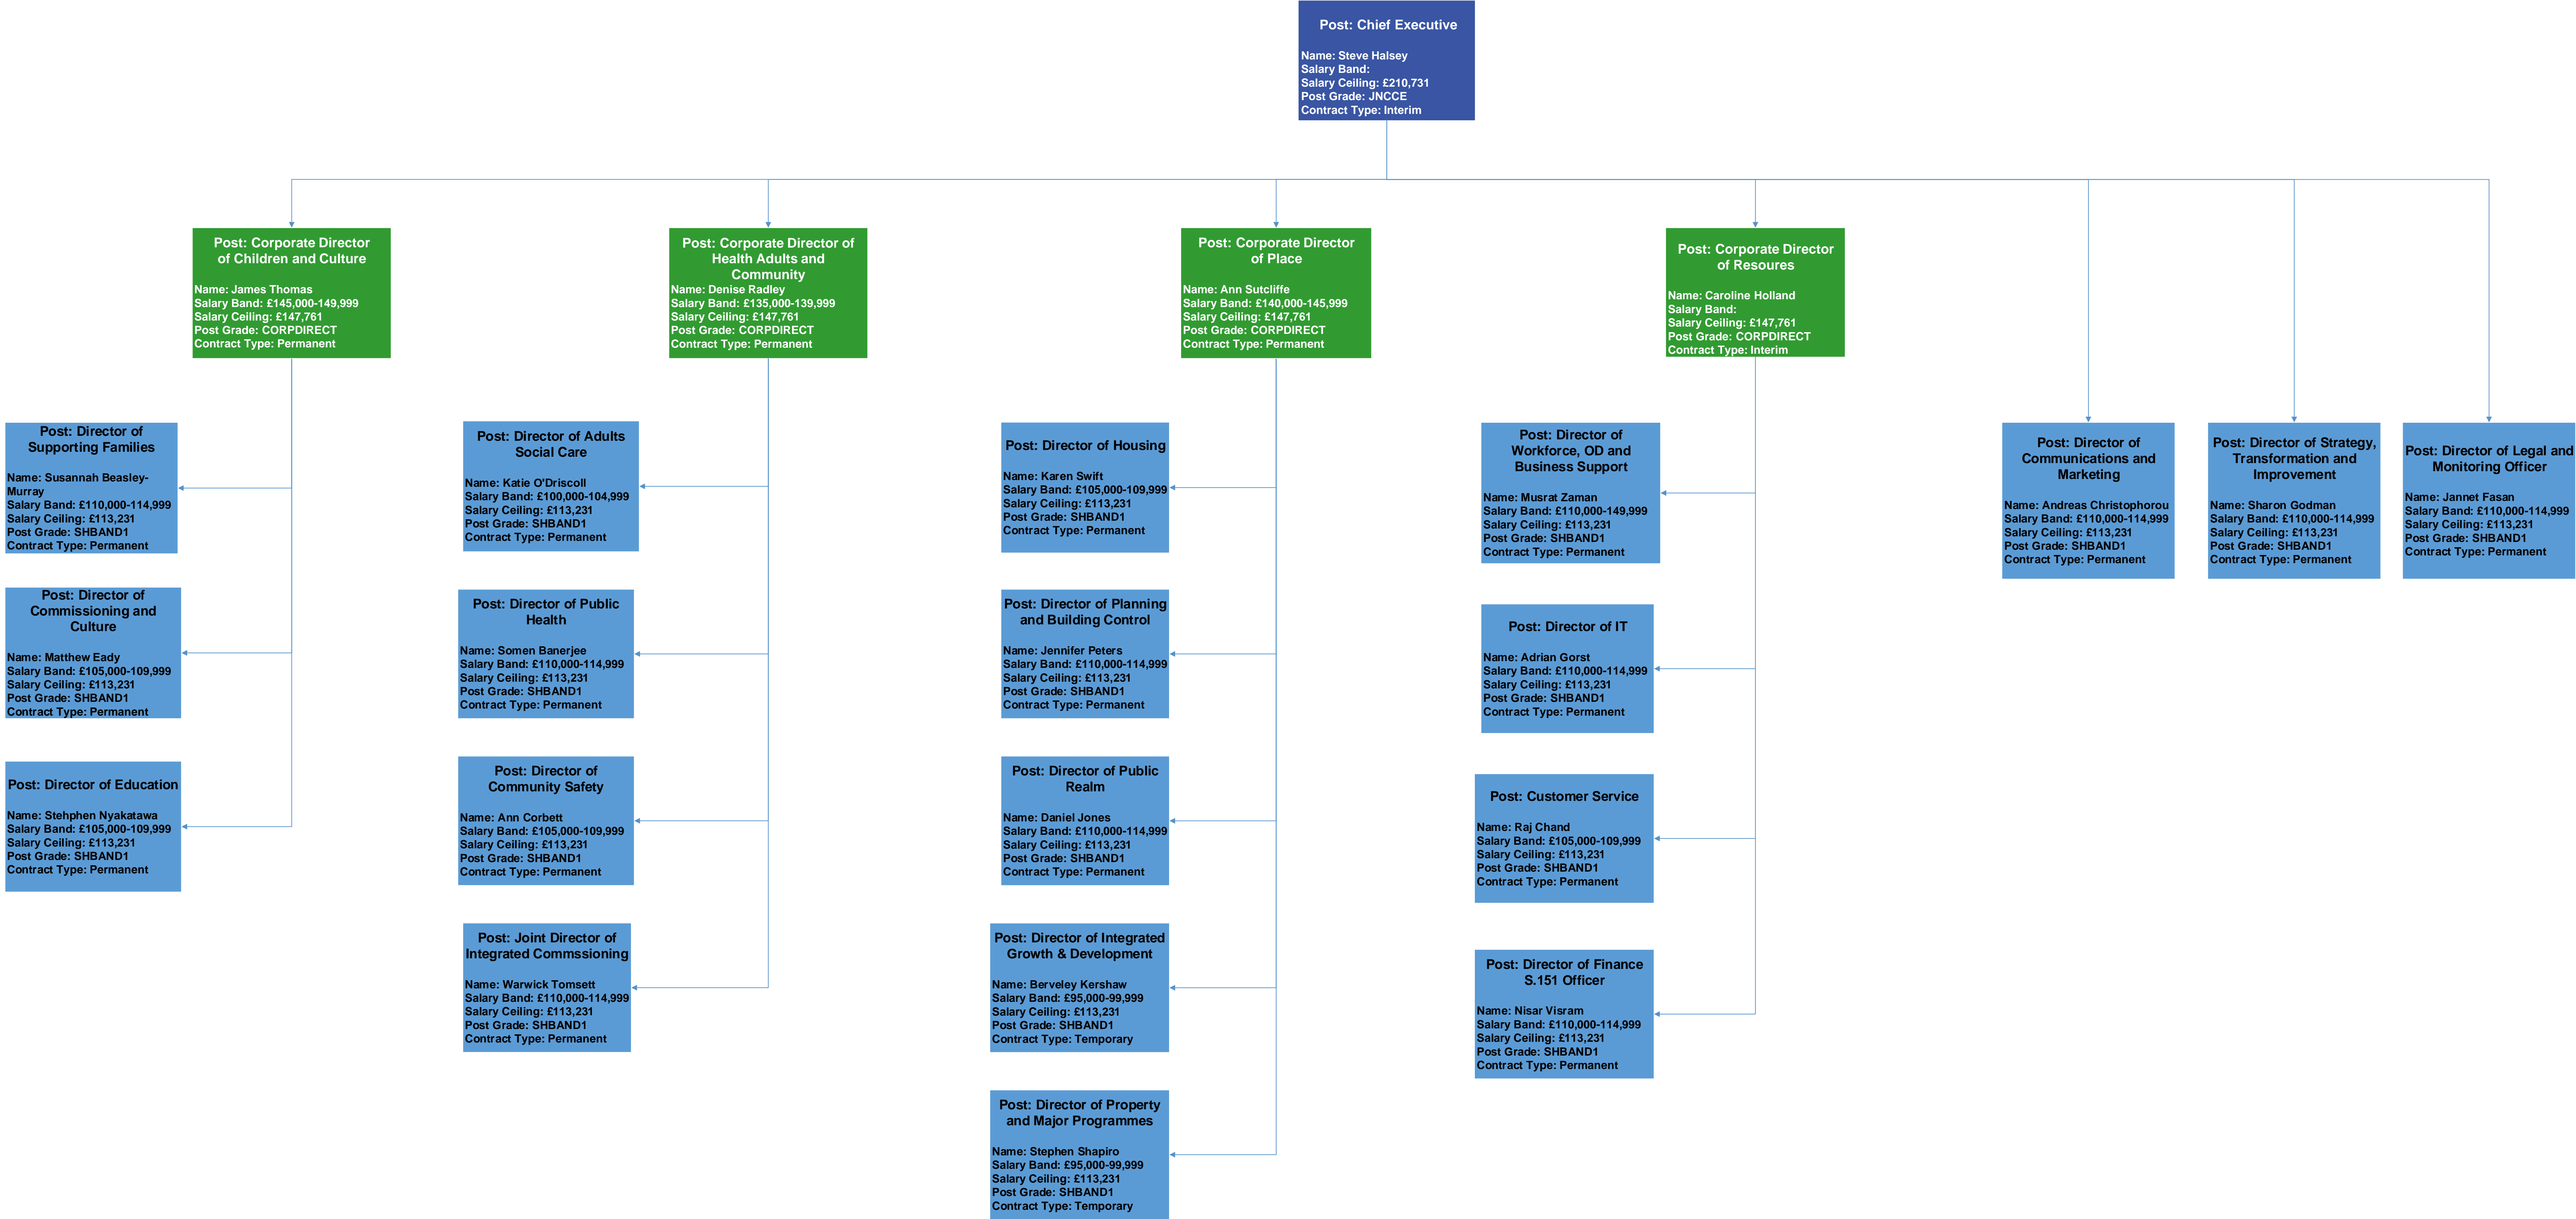 Post: Chief Executive
Name: Steve Halsey
Salary Band:
Salary Ceiling: £210,731
Post Grade: JNCCE
Contract Type: Interim
Post: Corporate Director
of Children and Culture
Name: James Thomas
Salary Band: £145,000-149,999
Salary Ceiling: £147,761
Post Grade: CORPDIRECT
Contract Type: Permanent
Post: Corporate Director of
Health Adults and
Community
Name: Denise Radley
Salary Band: £135,000-139,999
Salary Ceiling: £147,761
Post Grade: CORPDIRECT
Contract Type: Permanent
Post: Corporate Director
of Place
Name: Ann Sutcliffe
Salary Band: £140,000-145,999
Salary Ceiling: £147,761
Post Grade: CORPDIRECT
Contract Type: Permanent
Post: Corporate Director
of Resoures
Name: Caroline Holland
Salary Band:
Salary Ceiling: £147,761
Post Grade: CORPDIRECT
Contract Type: Interim
Post: Director of
Supporting Families
Name: Susannah Beasley-
Murray
Salary Band: £110,000-114,999
Salary Ceiling: £113,231
Post Grade: SHBAND1
Contract Type: Permanent
Post: Director of
Commissioning and
Culture
Name: Matthew Eady
Salary Band: £105,000-109,999
Salary Ceiling: £113,231
Post Grade: SHBAND1
Contract Type: Permanent
Post: Director of Education
Name: Stehphen Nyakatawa
Salary Band: £105,000-109,999
Salary Ceiling: £113,231
Post Grade: SHBAND1
Contract Type: Permanent
Post: Director of Adults
Social Care
Name: Katie O'Driscoll
Salary Band: £100,000-104,999
Salary Ceiling: £113,231
Post Grade: SHBAND1
Contract Type: Permanent
Post: Director of Public
Health
Name: Somen Banerjee
Salary Band: £110,000-114,999
Salary Ceiling: £113,231
Post Grade: SHBAND1
Contract Type: Permanent
Post: Director of
Community Safety
Name: Ann Corbett
Salary Band: £105,000-109,999
Salary Ceiling: £113,231
Post Grade: SHBAND1
Contract Type: Permanent
Post: Joint Director of
Integrated Commssioning
Name: Warwick Tomsett
Salary Band: £110,000-114,999
Salary Ceiling: £113,231
Post Grade: SHBAND1
Contract Type: Permanent
Post: Director of Housing
Name: Karen Swift
Salary Band: £105,000-109,999
Salary Ceiling: £113,231
Post Grade: SHBAND1
Contract Type: Permanent
Post: Director of Planning
and Building Control
Name: Jennifer Peters
Salary Band: £110,000-114,999
Salary Ceiling: £113,231
Post Grade: SHBAND1
Contract Type: Permanent
Post: Director of Public
Realm
Name: Daniel Jones
Salary Band: £110,000-114,999
Salary Ceiling: £113,231
Post Grade: SHBAND1
Contract Type: Permanent
Post: Director of Integrated
Growth & Development
Name: Berveley Kershaw
Salary Band: £95,000-99,999
Salary Ceiling: £113,231
Post Grade: SHBAND1
Contract Type: Temporary
Post: Director of Property
and Major Programmes
Name: Stephen Shapiro
Salary Band: £95,000-99,999
Salary Ceiling: £113,231
Post Grade: SHBAND1
Contract Type: Temporary
Post: Director of
Workforce, OD and
Business Support
Name: Musrat Zaman
Salary Band: £110,000-149,999
Salary Ceiling: £113,231
Post Grade: SHBAND1
Contract Type: Permanent
Post: Director of IT
Name: Adrian Gorst
Salary Band: £110,000-114,999
Salary Ceiling: £113,231
Post Grade: SHBAND1
Contract Type: Permanent
Post: Customer Service
Name: Raj Chand
Salary Band: £105,000-109,999
Salary Ceiling: £113,231
Post Grade: SHBAND1
Contract Type: Permanent
Post: Director of Finance
S.151 Officer
Name: Nisar Visram
Salary Band: £110,000-114,999
Salary Ceiling: £113,231
Post Grade: SHBAND1
Contract Type: Permanent
Post: Director of
Communications and
Marketing
Name: Andreas Christophorou
Salary Band: £110,000-114,999
Salary Ceiling: £113,231
Post Grade: SHBAND1
Contract Type: Permanent
Post: Director of Strategy,
Transformation and
Improvement
Name: Sharon Godman
Salary Band: £110,000-114,999
Salary Ceiling: £113,231
Post Grade: SHBAND1
Contract Type: Permanent
Post: Director of Legal and
Monitoring Officer
Name: Jannet Fasan
Salary Band: £110,000-114,999
Salary Ceiling: £113,231
Post Grade: SHBAND1
Contract Type: Permanent